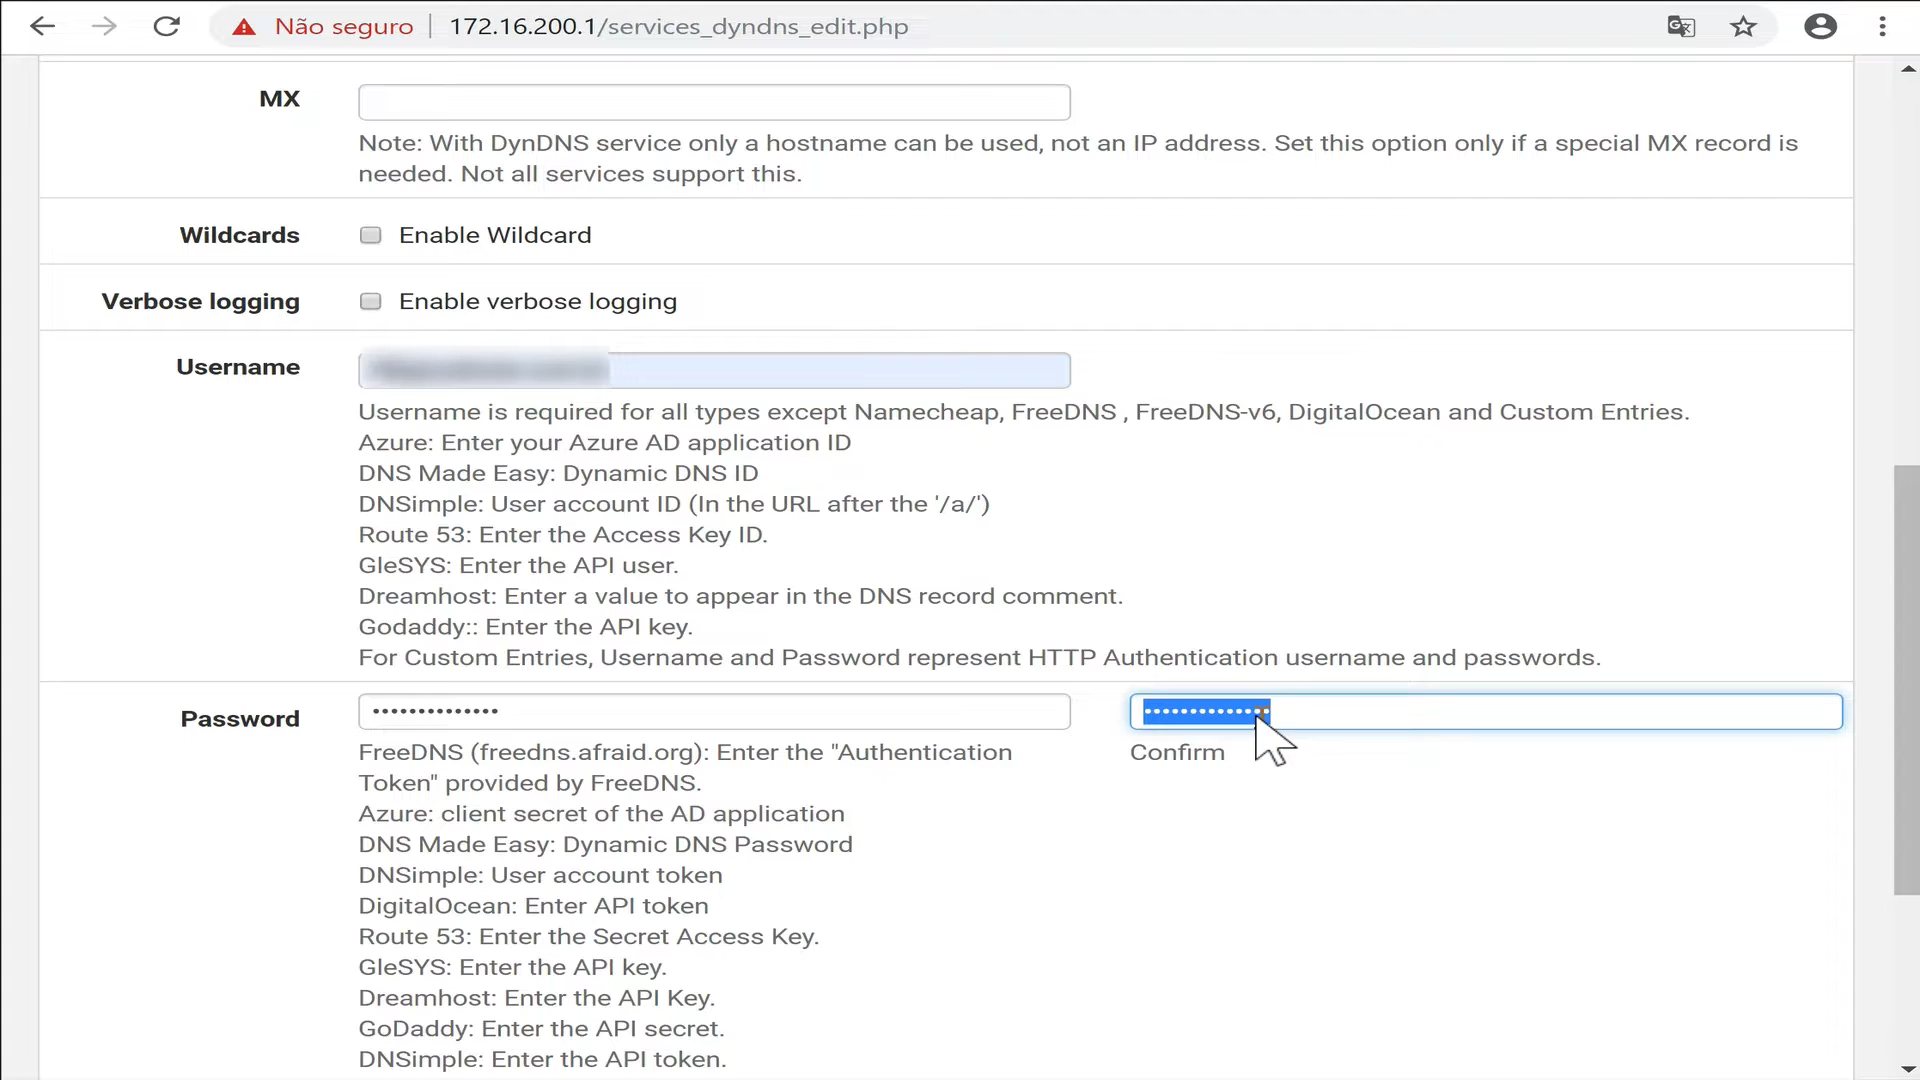 Não seguro 172.16.200.1/services_dyndns_edit.php
MX
Note: With DynDNS service only a hostname can be used, not an IP address. Set this option only if a special MX record is
needed. Not all services support this.
Wildcards Enable Wildcard
Verbose logging Enable verbose logging
Username
Username is required for all types except Namecheap, FreeDNS , FreeDNS-v6, DigitalOcean and Custom Entries.
Azure: Enter your Azure AD application ID
DNS Made Easy: Dynamic DNS ID
DNSimple: User account ID (In the URL after the '/a/')
Route 53: Enter the Access Key ID.
GleSYS: Enter the API user.
Dreamhost: Enter a value to appear in the DNS record comment.
Godaddy:: Enter the API key.
For Custom Entries, Username and Password represent HTTP Authentication username and passwords.
Password •••••••••••••• ••••••••••••••
FreeDNS (freedns.afraid.org): Enter the "Authentication
Token" provided by FreeDNS.
Confirm
Azure: client secret of the AD application
DNS Made Easy: Dynamic DNS Password
DNSimple: User account token
DigitalOcean: Enter API token
Route 53: Enter the Secret Access Key.
GleSYS: Enter the API key.
Dreamhost: Enter the API Key.
GoDaddy: Enter the API secret.
DNSimple: Enter the API token.